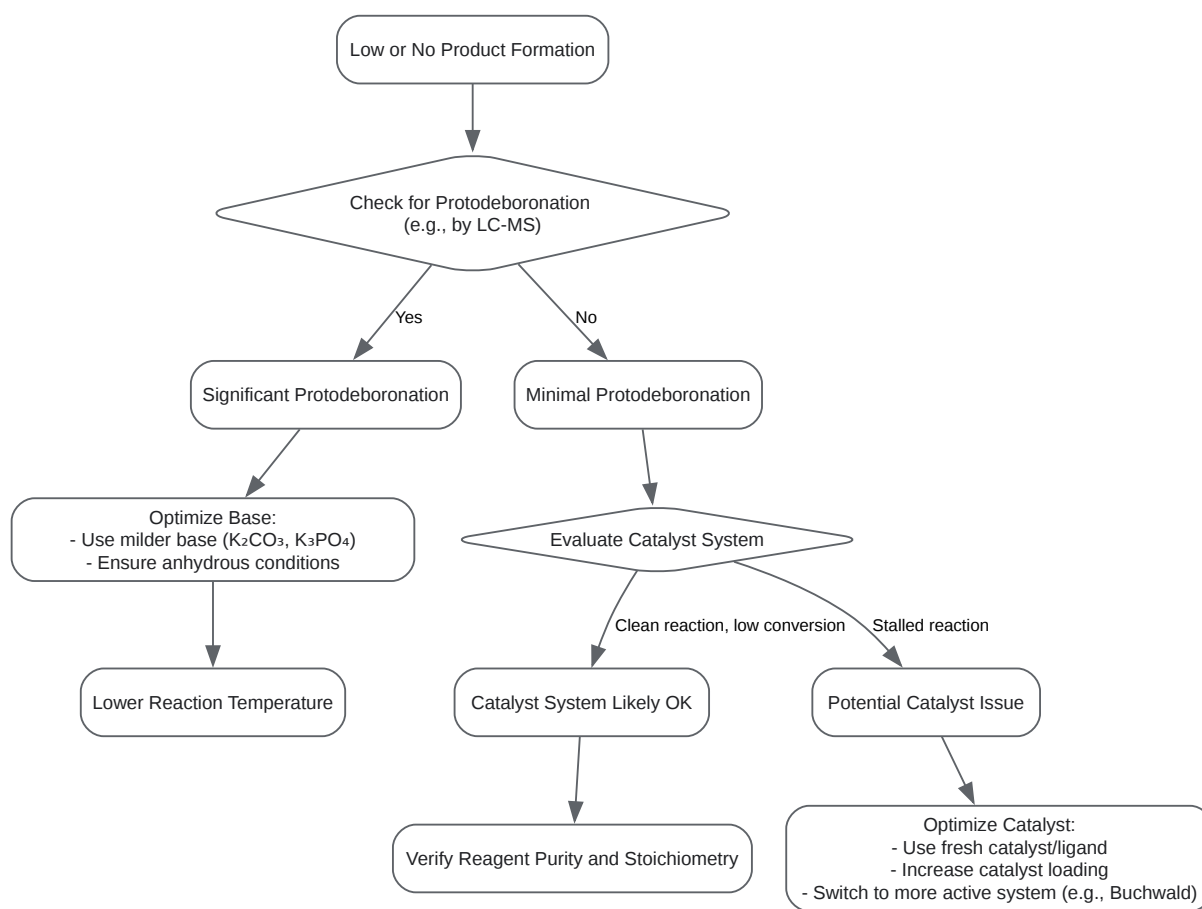 Low or No Product Formation
Check for Protodeboronation
(e.g., by LC-MS)
Yes
No
Significant Protodeboronation
Minimal Protodeboronation
Optimize Base:
- Use milder base (K₂CO₃, K₃PO₄)
- Ensure anhydrous conditions
Evaluate Catalyst System
Clean reaction, low conversion
Stalled reaction
Lower Reaction Temperature
Catalyst System Likely OK
Potential Catalyst Issue
Verify Reagent Purity and Stoichiometry
Optimize Catalyst:
- Use fresh catalyst/ligand
- Increase catalyst loading
- Switch to more active system (e.g., Buchwald)